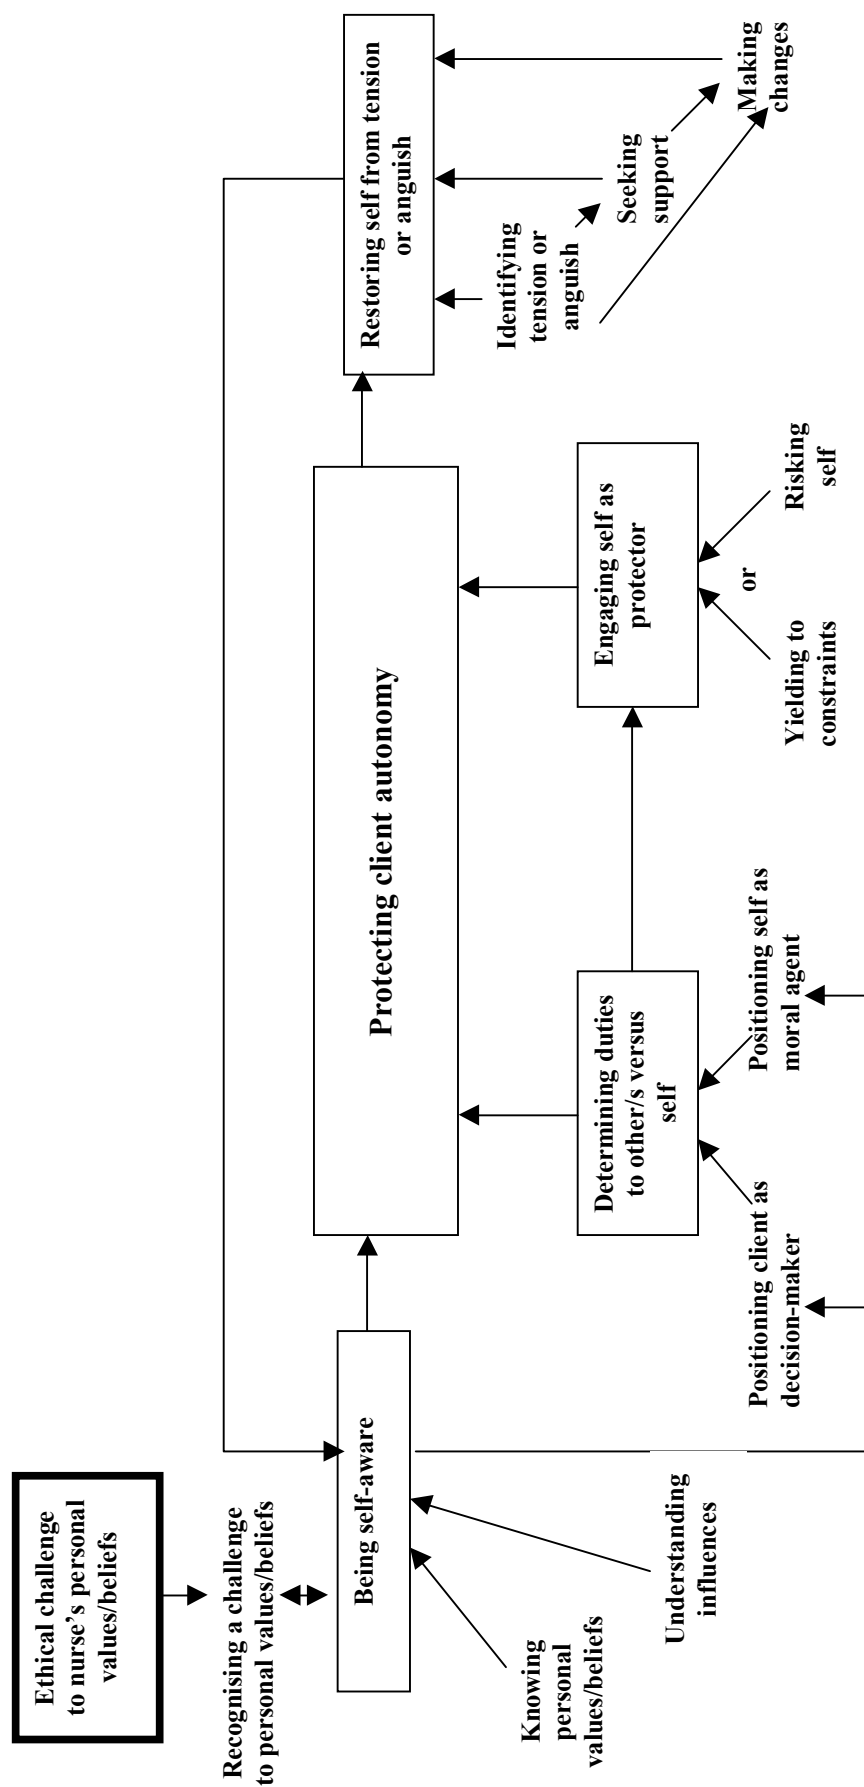 Ethical challenge
to nurse's personal
values/beliefs
Recognising a challenge
to personal values/beliefs
Being self-aware
Knowing
personal
values/beliefs
Understanding
influences
Protecting client autonomy
Determining duties
to other/s versus
self
Positioning client as
decision-maker
Positioning self as
moral agent
Engaging self as
protector
Yielding to
constraints
or
Risking
self
Restoring self from tension
or anguish
Identifying
tension or
anguish
Seeking
support
Making
changes